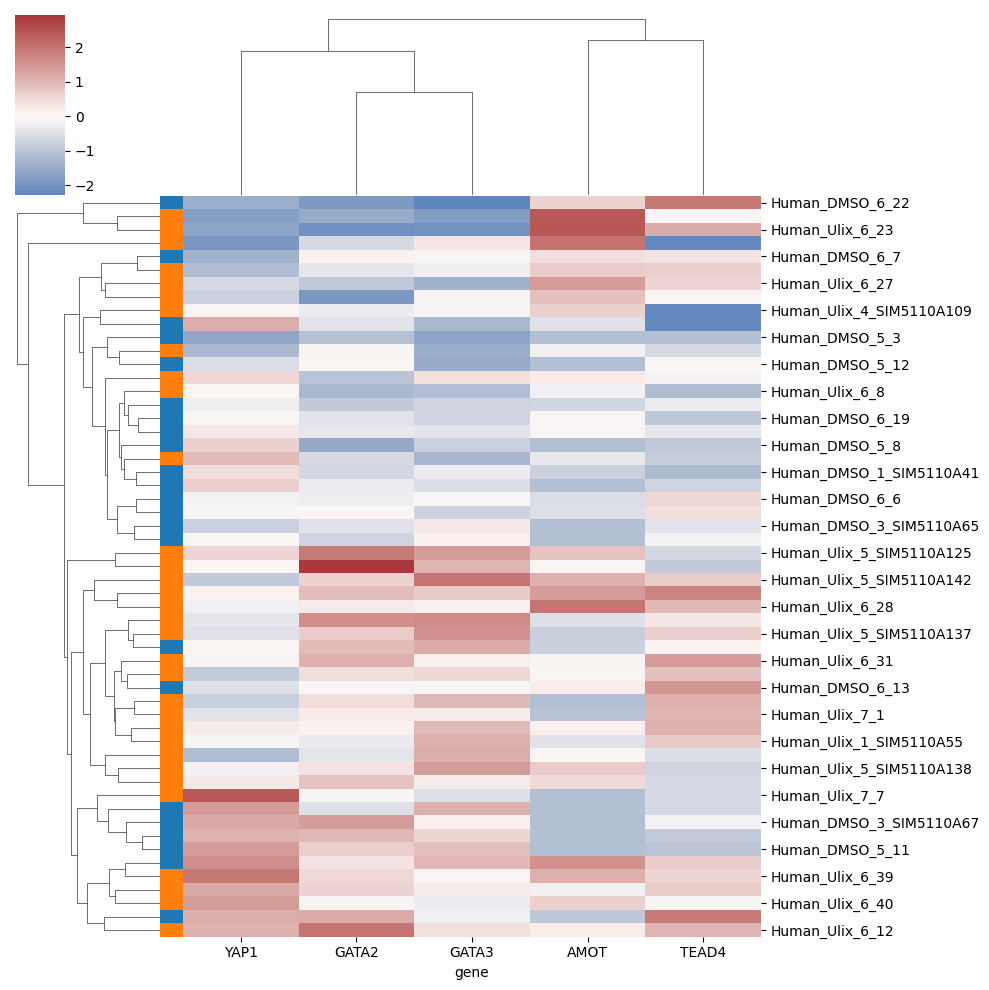 2
1
0
−1
−2
Human_DMSO_6_22
Human_Ulix_6_23
Human_DMSO_6_7
Human_Ulix_6_27
Human_Ulix_4_SIM5110A109
Human_DMSO_5_3
Human_DMSO_5_12
Human_Ulix_6_8
Human_DMSO_6_19
Human_DMSO_5_8
Human_DMSO_1_SIM5110A41
Human_DMSO_6_6
Human_DMSO_3_SIM5110A65
Human_Ulix_5_SIM5110A125
Human_Ulix_5_SIM5110A142
Human_Ulix_6_28
Human_Ulix_5_SIM5110A137
Human_Ulix_6_31
Human_DMSO_6_13
Human_Ulix_7_1
Human_Ulix_1_SIM5110A55
Human_Ulix_5_SIM5110A138
Human_Ulix_7_7
Human_DMSO_3_SIM5110A67
Human_DMSO_5_11
Human_Ulix_6_39
Human_Ulix_6_40
Human_Ulix_6_12
YAP1 GATA2 GATA3 AMOT TEAD4
gene